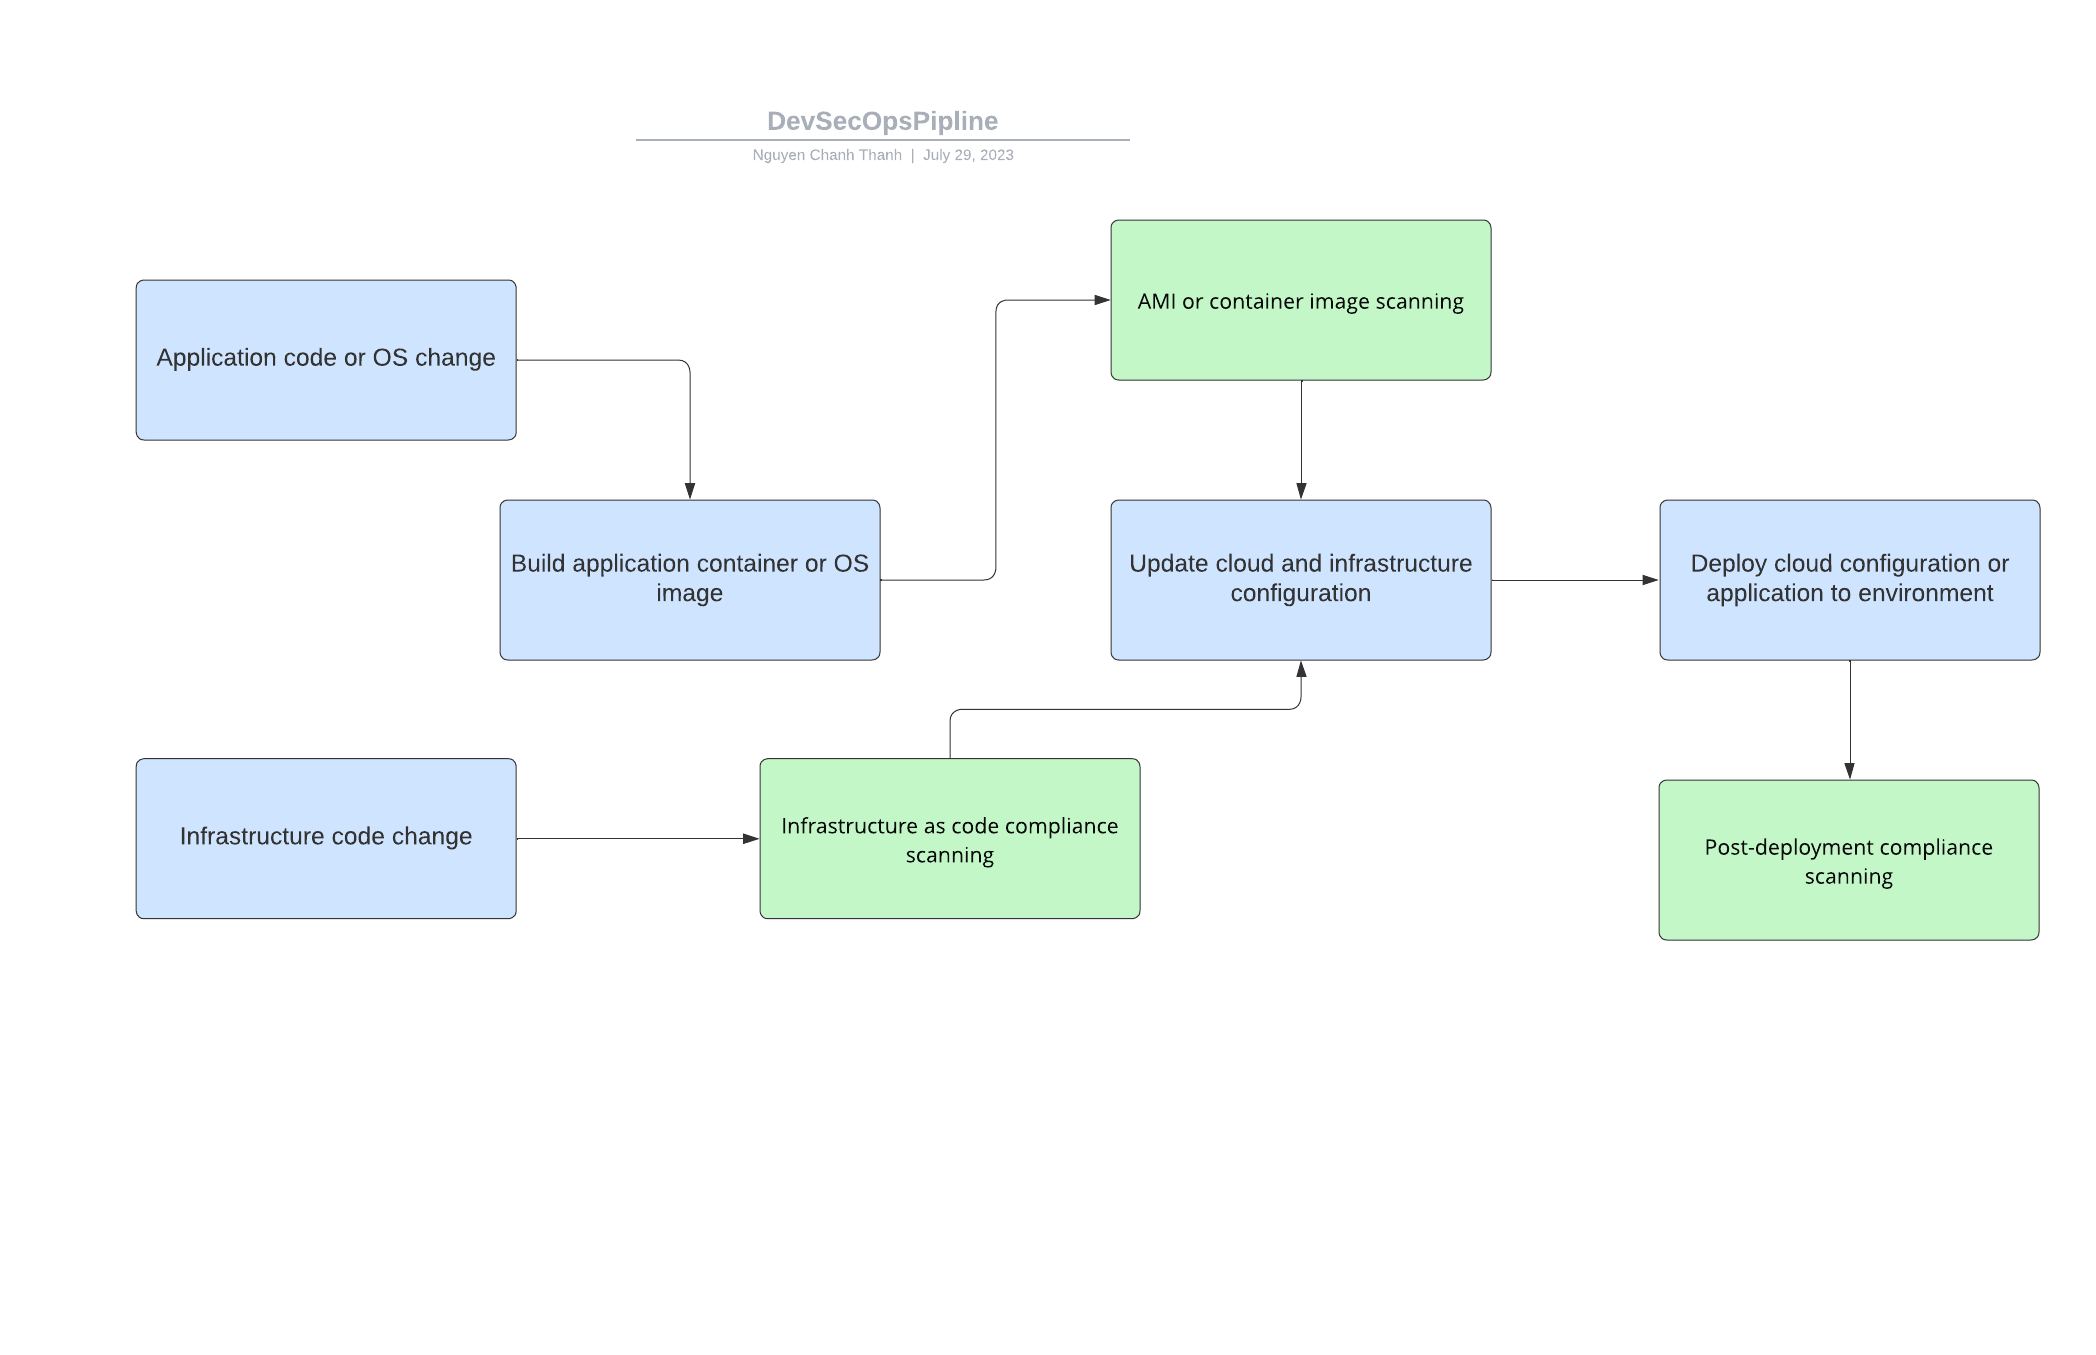 DevSecOpsPipline
Nguyen Chanh Thanh | July 29, 2023
AMI or container image scanning
Application code or OS change
Build application container or OS
image
Update cloud and infrastructure
configuration
Deploy cloud configuration or
application to environment
Infrastructure code change
Infrastructure as code compliance
scanning
Post-deployment compliance
scanning